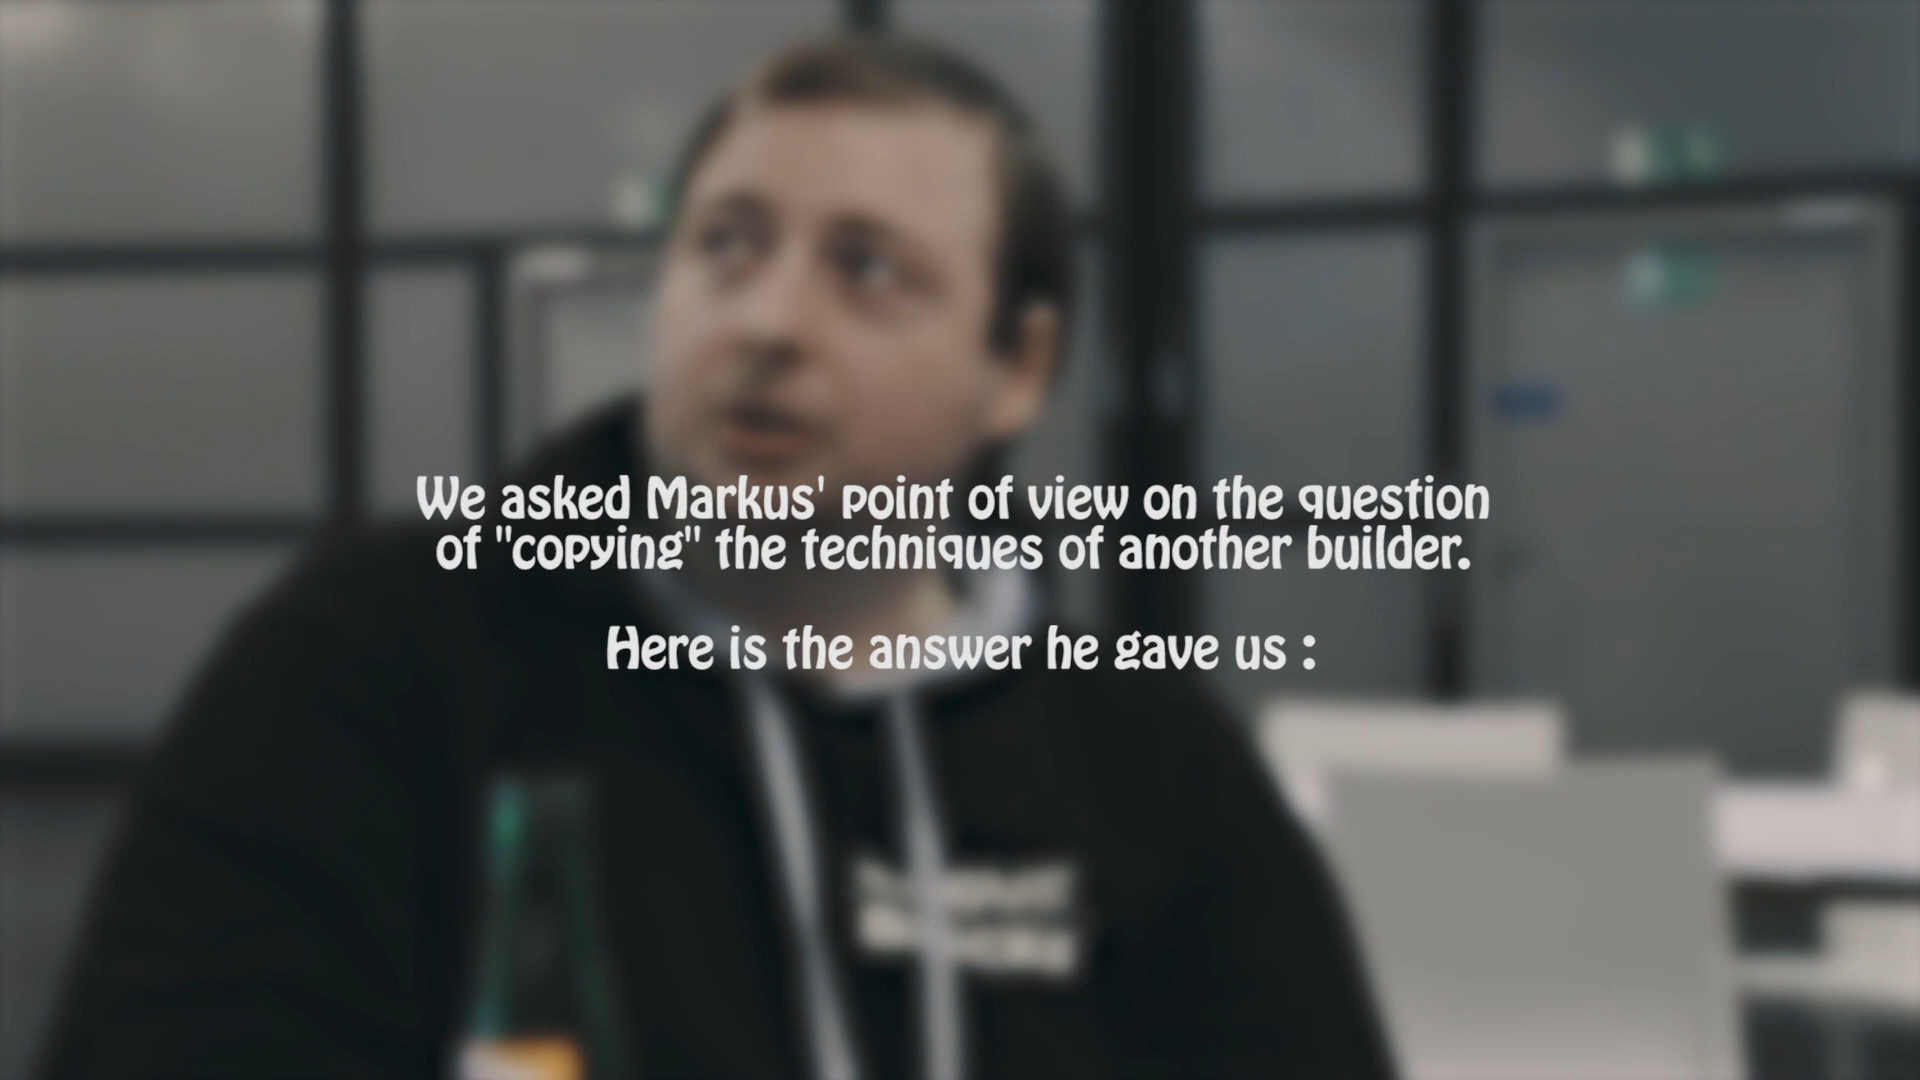 We asked Markus' point of view on the question
of "copying" the techniques of another builder.
Here is the answer he gave us :